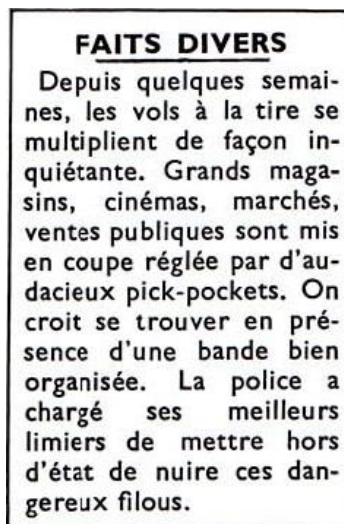 FAITS DIVERS
Depuis quelques semai-
nes, les vols à la tire se
multiplient de façon in-
quiétante. Grands maga-
sins, cinémas, marchés,
ventes publiques sont mis
en coupe réglée par d'au-
dacieux pick-pockets. On
croit se trouver en pré-
sence d'une bande bien
organisée. La police a
chargé ses meilleurs
limiers de mettre hors
d'état de nuire ces dan-
gereux filous.